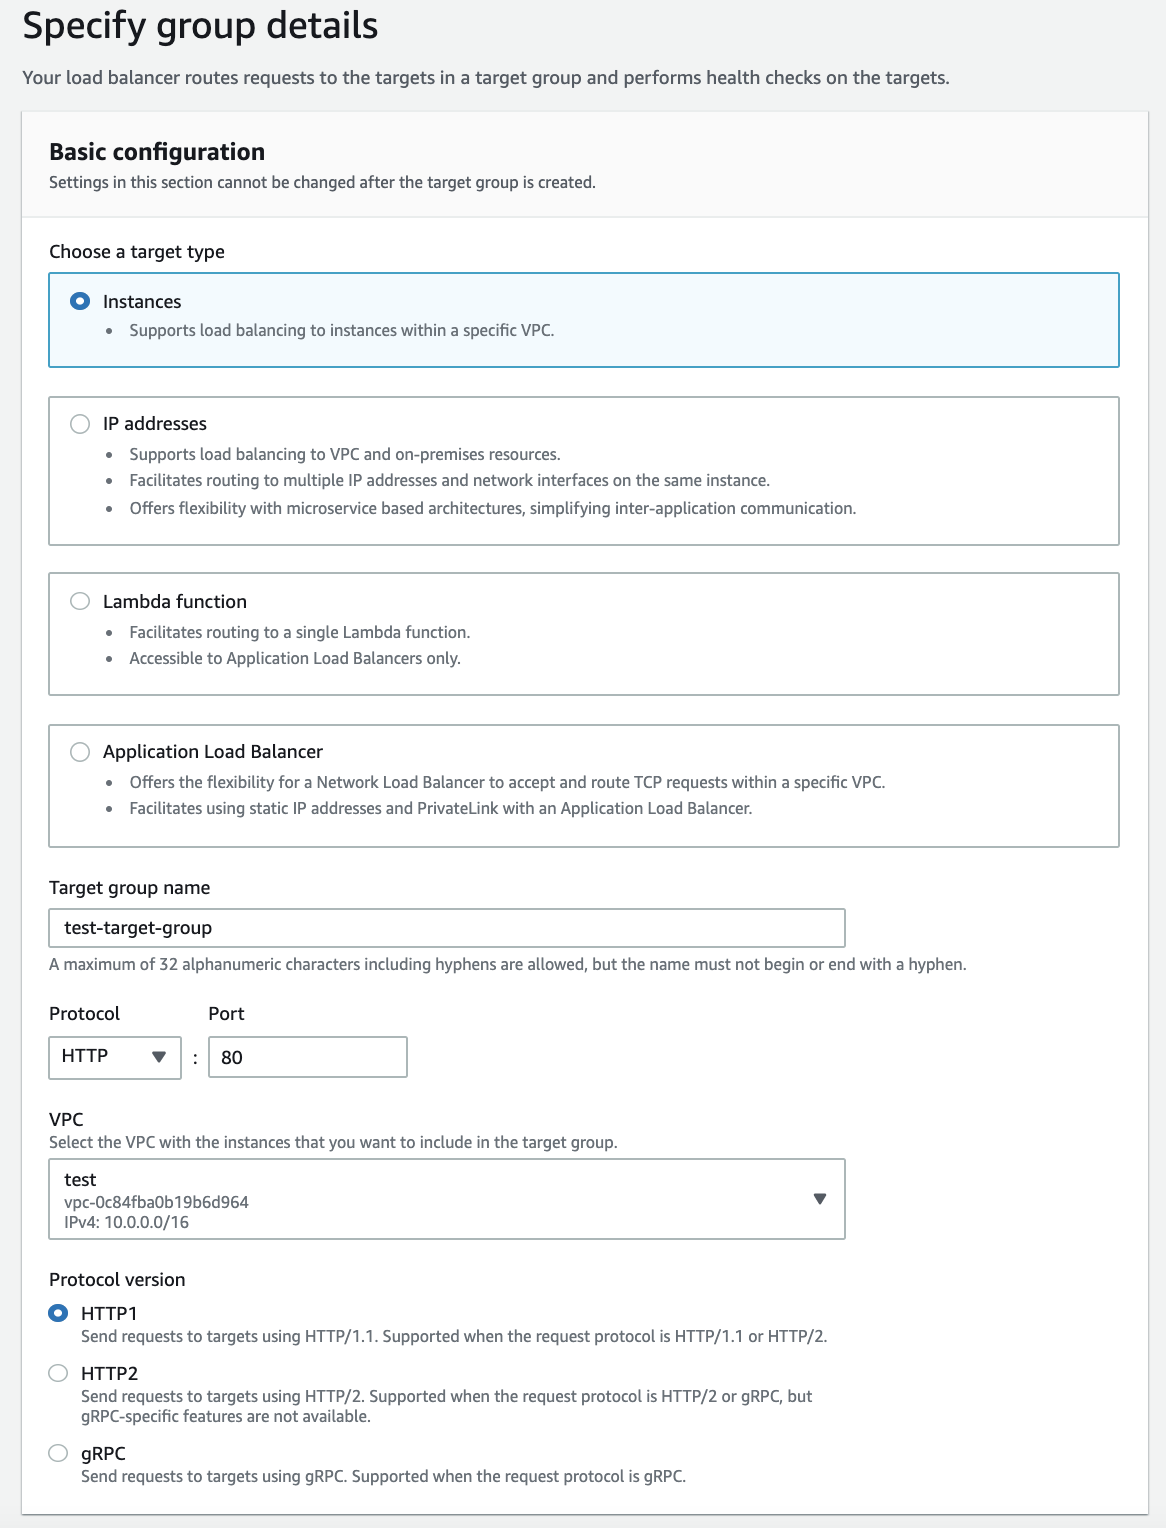 Specify group details
Your load balancer routes requests to the targets in a target group and performs health checks on the targets.
Basic configuration
Settings in this section cannot be changed after the target group is created.
Choose a target type
Instances
Supports load balancing to instances within a specific VPC.
IP addresses
Supports load balancing to VPC and on-premises resources.
Facilitates routing to multiple IP addresses and network interfaces on the same instance.
Offers flexibility with microservice based architectures, simplifying inter-application communication.
Lambda function
Facilitates routing to a single Lambda function.
Accessible to Application Load Balancers only.
Application Load Balancer
Offers the flexibility for a Network Load Balancer to accept and route TCP requests within a specific VPC.
Facilitates using static IP addresses and PrivateLink with an Application Load Balancer.
Target group name
test-target-group
A maximum of 32 alphanumeric characters including hyphens are allowed, but the name must not begin or end with a hyphen.
Protocol Port
HTTP : 80
VPC
Select the VPC with the instances that you want to include in the target group.
test
vpc-0c84fba0b19b6d964
IPv4: 10.0.0.0/16
Protocol version
HTTP1
Send requests to targets using HTTP/1.1. Supported when the request protocol is HTTP/1.1 or HTTP/2.
HTTP2
Send requests to targets using HTTP/2. Supported when the request protocol is HTTP/2 or gRPC, but
gRPC-specific features are not available.
gRPC
Send requests to targets using gRPC. Supported when the request protocol is gRPC.